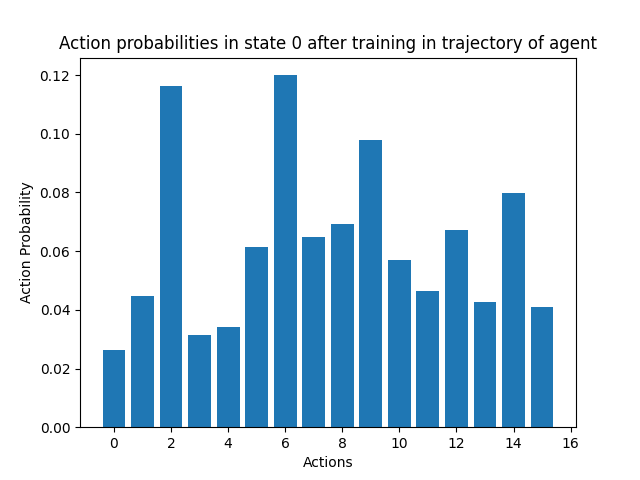 Action probabilities in state 0 after training in trajectory of agent
0.12
0.10
0.08
0.06
0.04
0.02
0.00
Action Probability
0 2 4 6 8 10 12 14 16
Actions